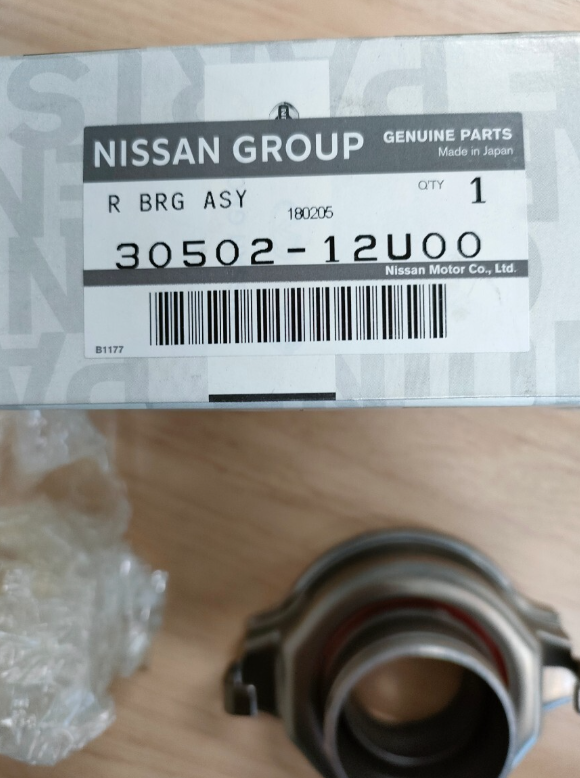 NISSAN GROUP
GENUINE PARTS
Made in Japan
R BRG ASY
Q'TY 1
180205
30502-12U00
Nissan Motor Co., Ltd.
B1177